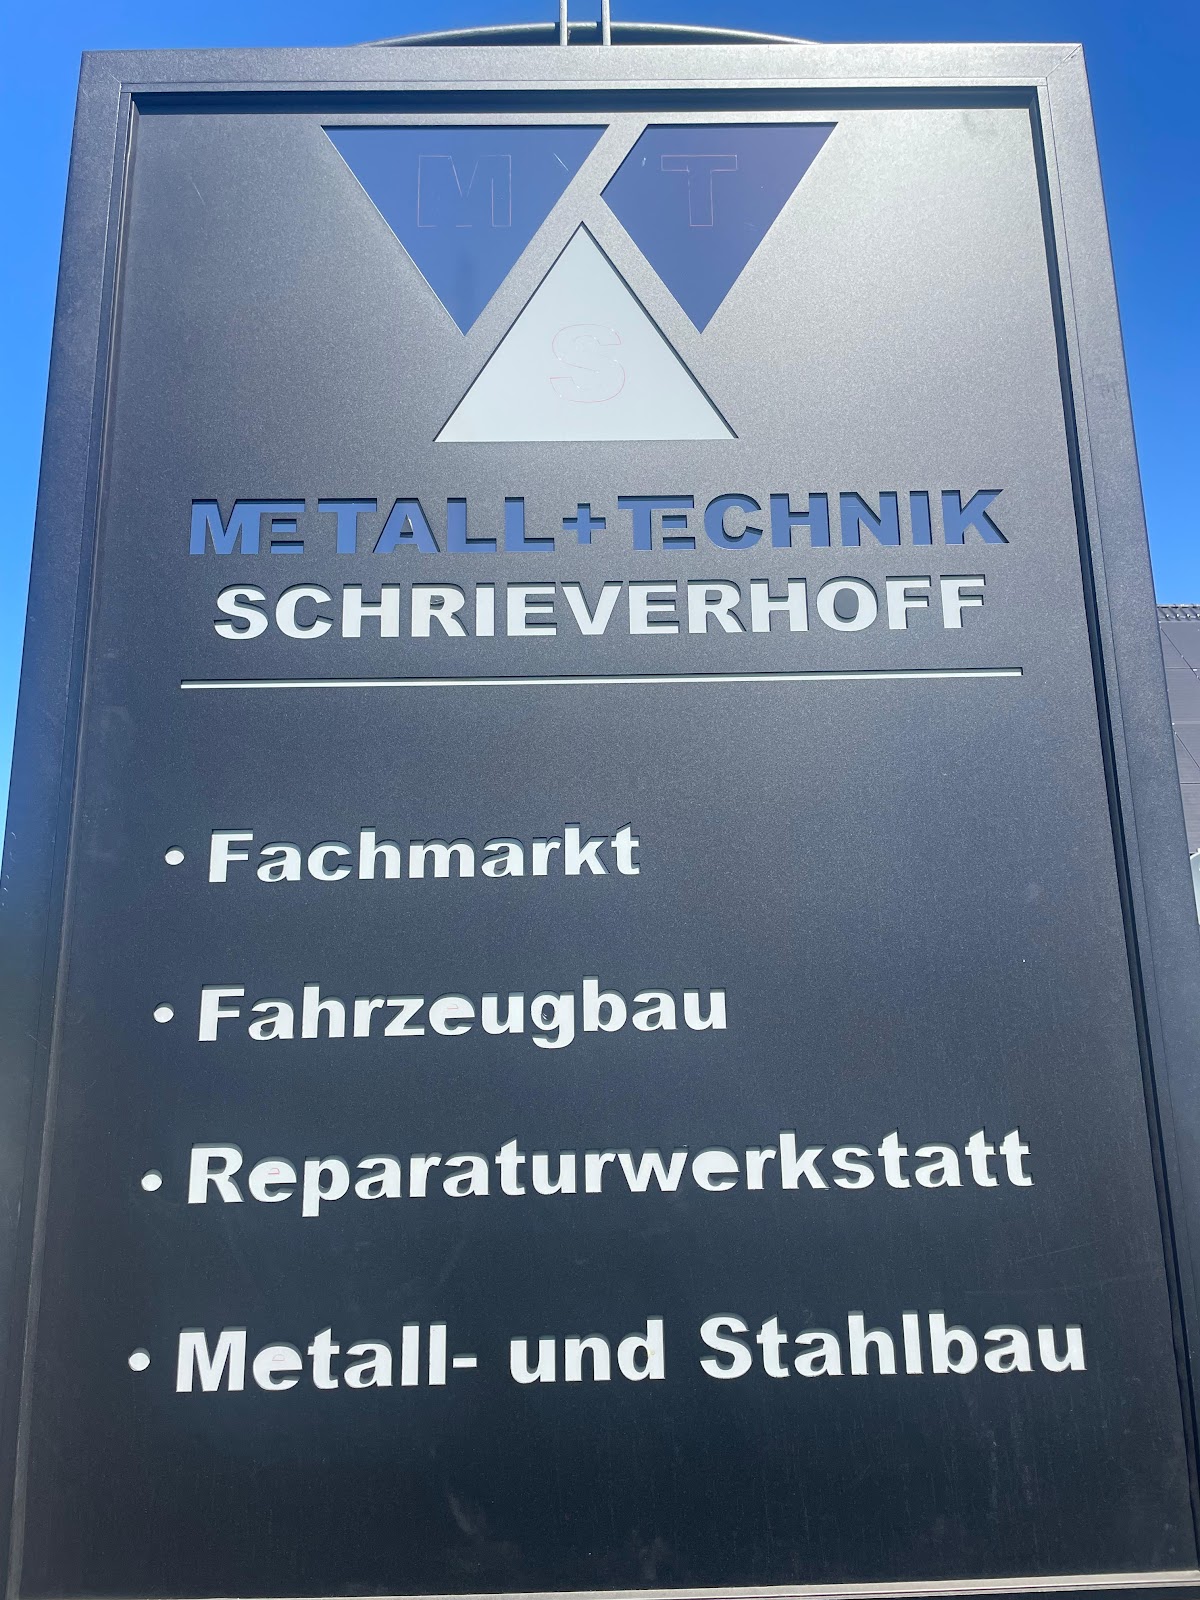 M T
S
METALL+TECHNIK
SCHRIEVERHOFF
• Fachmarkt
• Fahrzeugbau
• Reparaturwerkstatt
• Metall- und Stahlbau